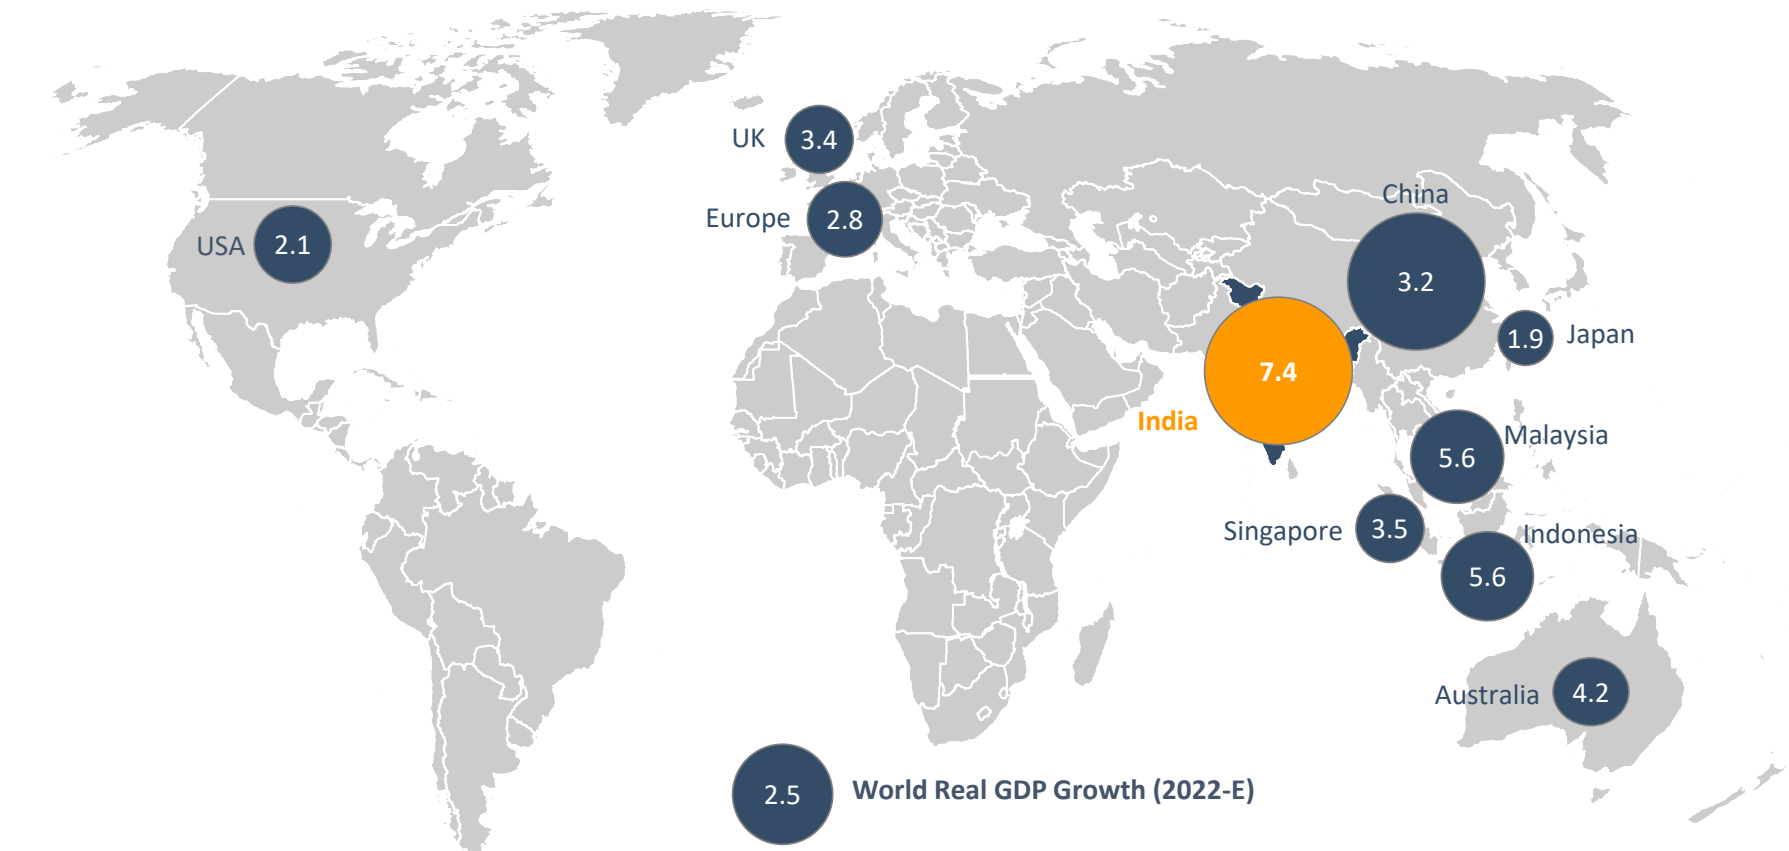 UK
3.4
China
Europe
2.8
USA
2.1
3.2
Japan
1.9
7.4
India
Malaysia
5.6
Singapore
3.5
Indonesia
5.6
Australia
4.2
2.5
World Real GDP Growth (2022-E)